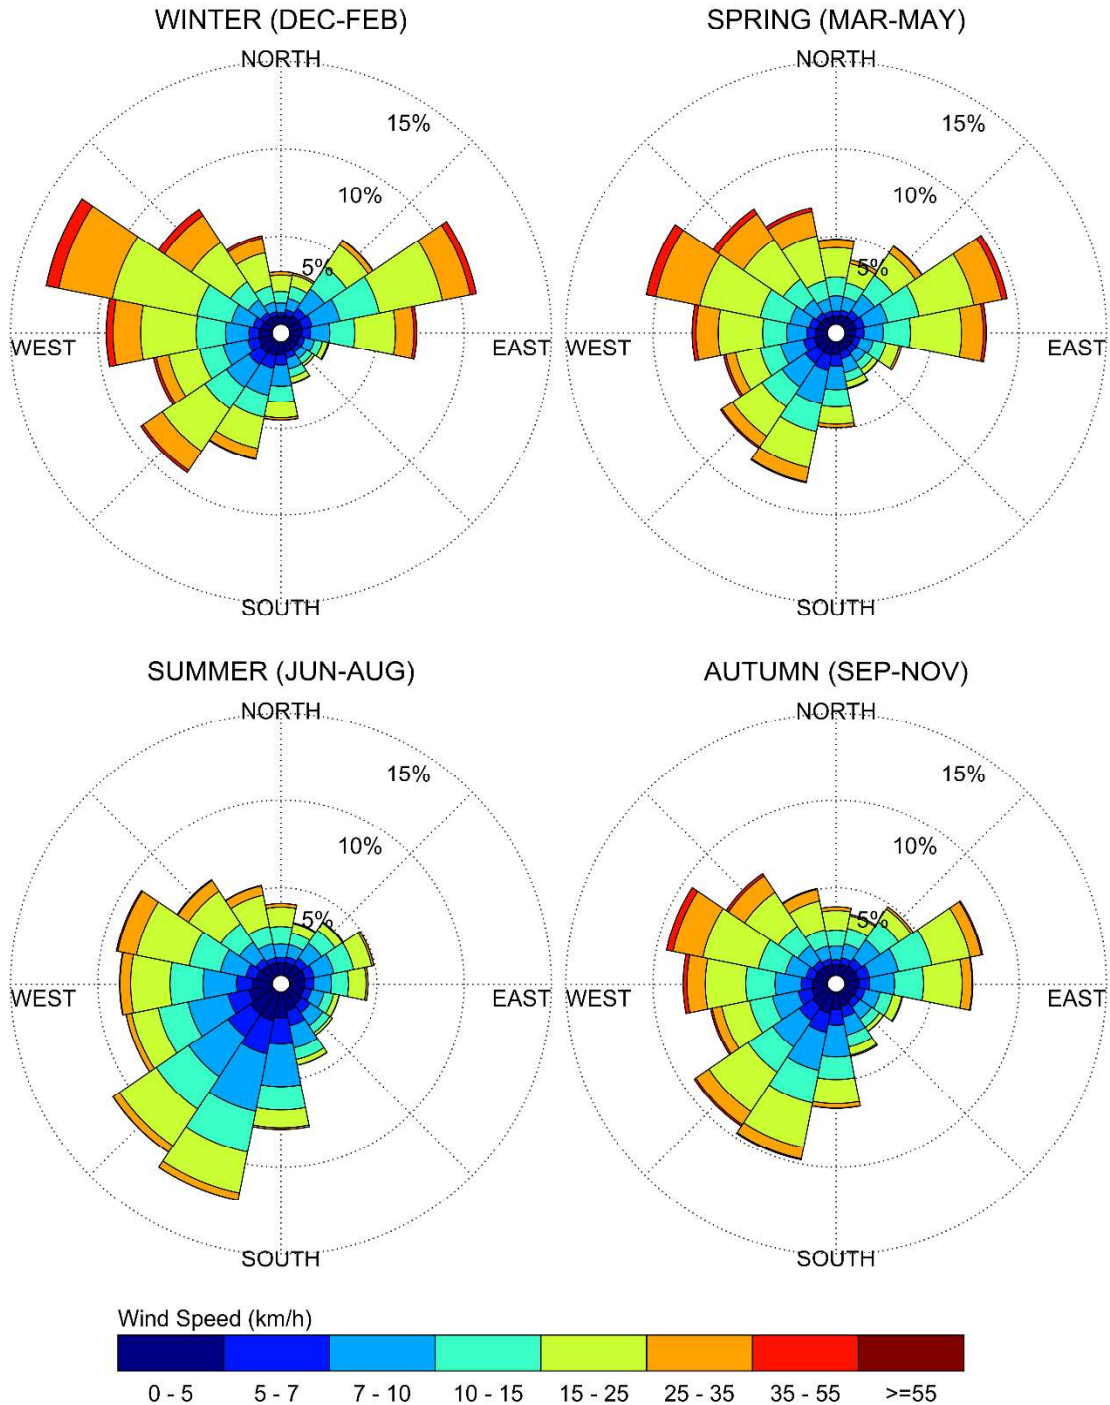 WINTER (DEC-FEB)
NORTH
15%
10%
5%
WEST
EAST
SOUTH
SPRING (MAR-MAY)
NORTH
15%
10%
5%
WEST
EAST
SOUTH
SUMMER (JUN-AUG)
NORTH
15%
10%
5%
WEST
EAST
SOUTH
AUTUMN (SEP-NOV)
NORTH
15%
10%
5%
WEST
EAST
SOUTH
Wind Speed (km/h)
0 - 5 5 - 7 7 - 10 10 - 15 15 - 25 25 - 35 35 - 55 >=55